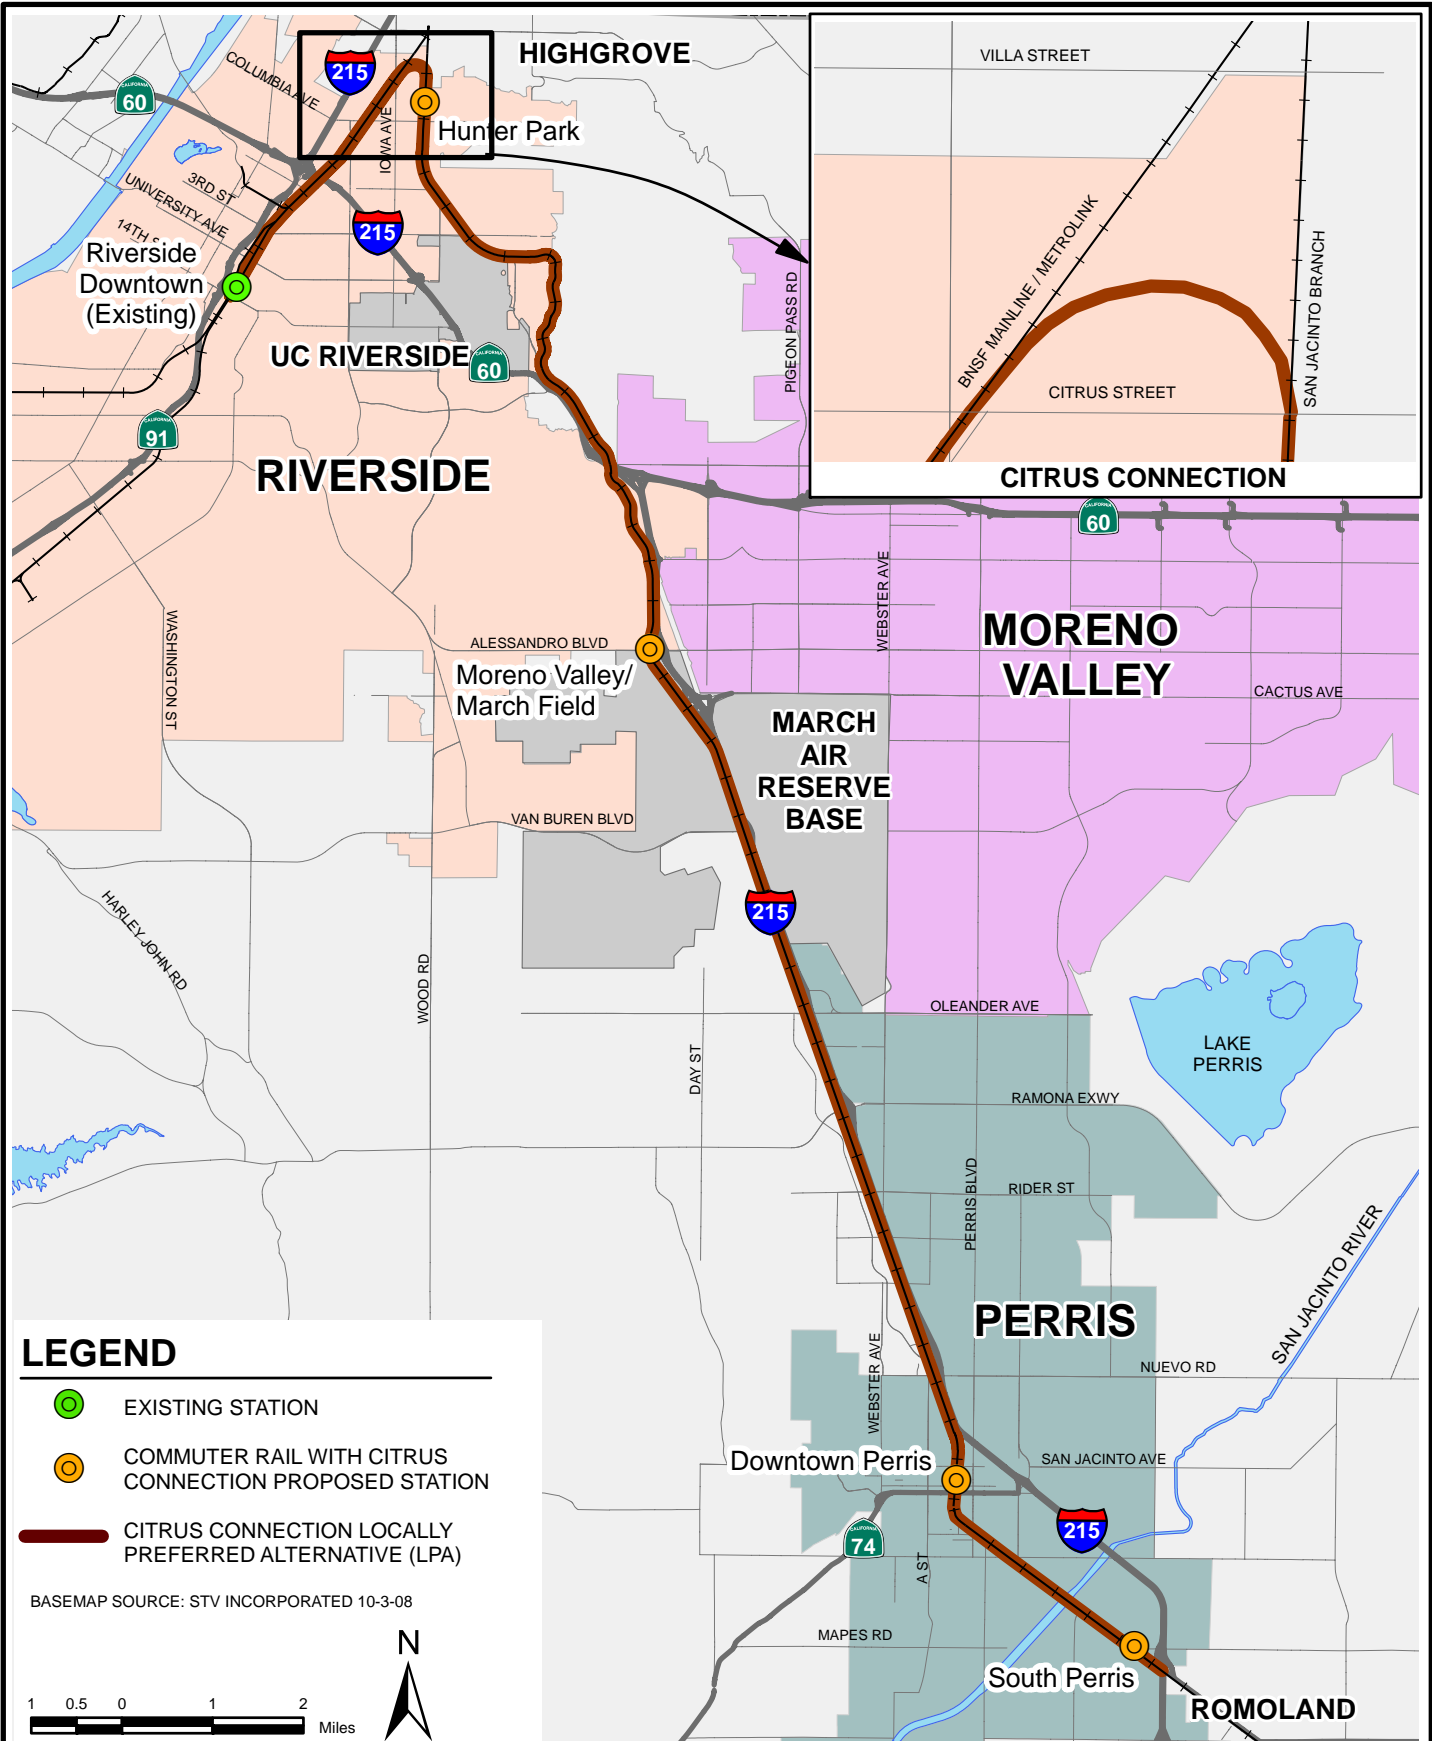 HIGHGROVE
215
COLUMBIA AVE
CALIFORNIA
60
IOWA AVE
Hunter Park
3RD ST
UNIVERSITY AVE
14TH S
215
Riverside
Downtown
(Existing)
UC RIVERSIDE
CALIFORNIA
60
CALIFORNIA
91
RIVERSIDE
PIGEON PASS RD
VILLA STREET
BNSF MAINLINE / METROLINK
SAN JACINTO BRANCH
CITRUS STREET
CITRUS CONNECTION
CALIFORNIA
60
WEBSTER AVE
MORENO
VALLEY
WASHINGTON ST
ALESSANDRO BLVD
Moreno Valley/
March Field
CACTUS AVE
MARCH
AIR
RESERVE
BASE
VAN BUREN BLVD
215
HARLEY JOHN RD
WOOD RD
OLEANDER AVE
LAKE
PERRIS
DAY ST
RAMONA EXWY
PERRIS BLVD
RIDER ST
SAN JACINTO RIVER
PERRIS
WEBSTER AVE
NUEVO RD
Downtown Perris
SAN JACINTO AVE
215
CALIFORNIA
74
A ST
MAPES RD
South Perris
ROMOLAND
LEGEND
EXISTING STATION
COMMUTER RAIL WITH CITRUS
CONNECTION PROPOSED STATION
CITRUS CONNECTION LOCALLY
PREFERRED ALTERNATIVE (LPA)
BASEMAP SOURCE: STV INCORPORATED 10-3-08
N
1 0.5 0 1 2
Miles